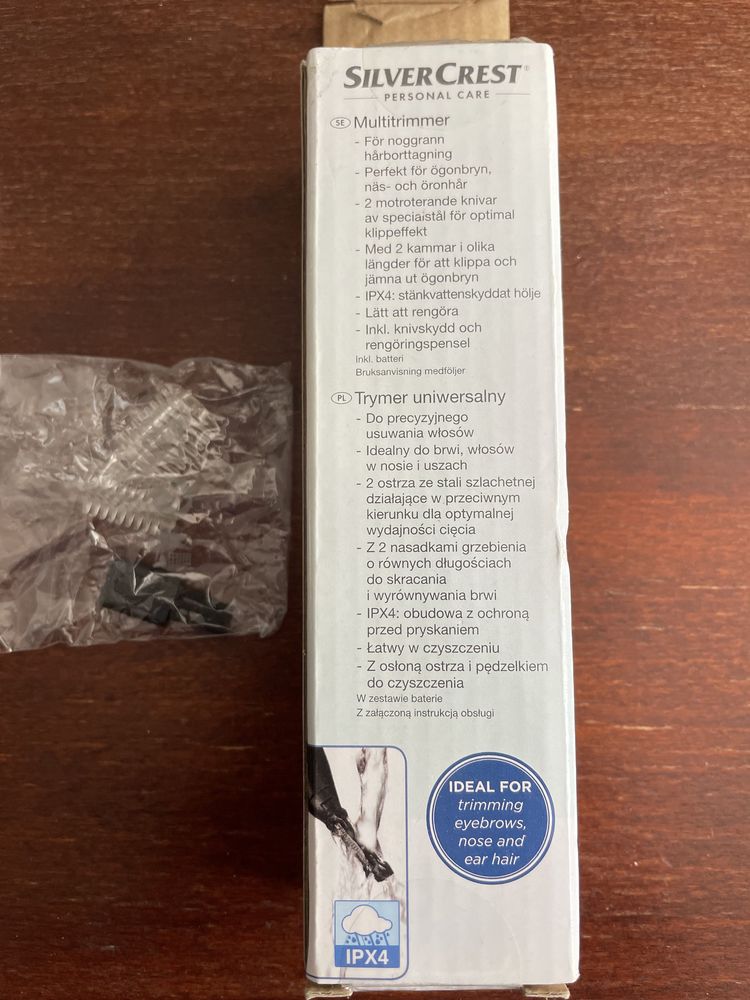 SILVERCREST®
PERSONAL CARE
SE Multitrimmer
- För noggrann
hårborttagning
- Perfekt för ögonbryn,
näs- och öronhår
- 2 motroterande knivar
av specialstål för optimal
klippeffekt
- Med 2 kammar i olika
längder för att klippa och
jämna ut ögonbryn
- IPX4: stänkvattenskyddat hölje
- Lätt att rengöra
- Inkl. knivskydd och
rengöringspensel
Inkl. batteri
Bruksanvisning medföljer
PL Trymer uniwersalny
- Do precyzyjnego
usuwania włosów
- Idealny do brwi, włosów
w nosie i uszach
- 2 ostrza ze stali szlachetnej
działające w przeciwnym
kierunku dla optymalnej
wydajności cięcia
- Z 2 nasadkami grzebienia
o równych długościach
do skracania
i wyrównywania brwi
- IPX4: obudowa z ochroną
przed pryskaniem
- Łatwy w czyszczeniu
- Z osłoną ostrza i pędzelkiem
do czyszczenia
W zestawie baterie
Z załączoną instrukcją obsługi
IDEAL FOR
trimming
eyebrows,
nose and
ear hair
IPX4